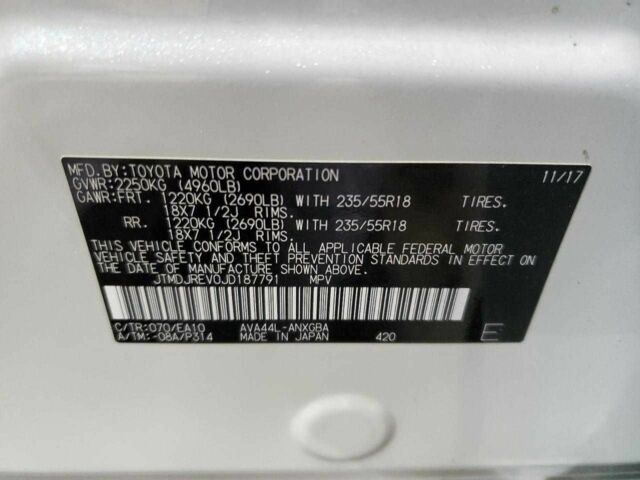 MFD.BY:TOYOTA MOTOR CORPORATION 11/17
GVWR:2250KG (4960LB)
GAWR:FRT. 1220KG (2690LB) WITH 235/55R18 TIRES.
18X7 1/2J RIMS.
RR. 1220KG (2690LB) WITH 235/55R18 TIRES.
18X7 1/2J RIMS.
THIS VEHICLE CONFORMS TO ALL APPLICABLE FEDERAL MOTOR
VEHICLE SAFETY AND THEFT PREVENTION STANDARDS IN EFFECT
ON THE DATE OF MANUFACTURE SHOWN ABOVE.
JTMDJREV0JD187791 MPV
C/TR:070/EA10 AVA44L-ANXGBA
A/TM:-08A/P314 MADE IN JAPAN 420 E